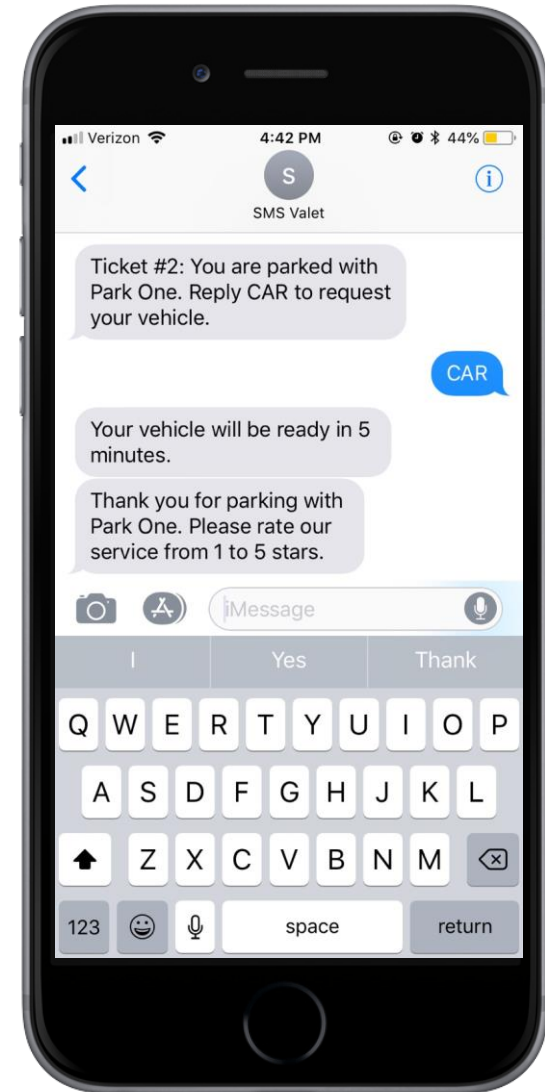 Verizon 4:42 PM 44%
S
SMS Valet
Ticket #2: You are parked with
Park One. Reply CAR to request
your vehicle.
CAR
Your vehicle will be ready in 5
minutes.
Thank you for parking with
Park One. Please rate our
service from 1 to 5 stars.
iMessage
I Yes Thank
Q W E R T Y U I O P
A S D F G H J K L
Z X C V B N M
123 space return